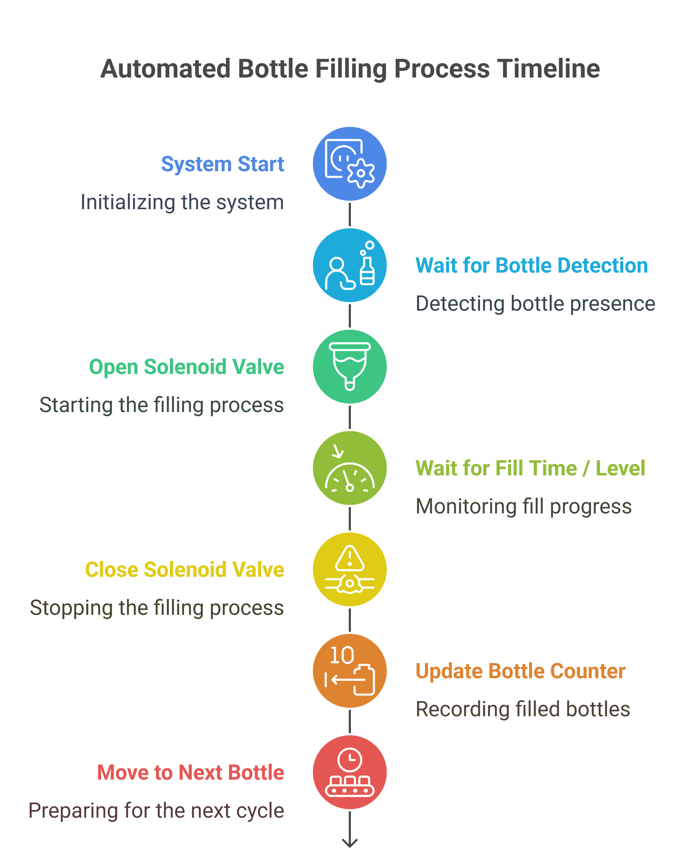 Automated Bottle Filling Process Timeline
System Start
Initializing the system
Wait for Bottle Detection
Detecting bottle presence
Open Solenoid Valve
Starting the filling process
Wait for Fill Time / Level
Monitoring fill progress
Close Solenoid Valve
Stopping the filling process
10
Update Bottle Counter
Recording filled bottles
Move to Next Bottle
Preparing for the next cycle